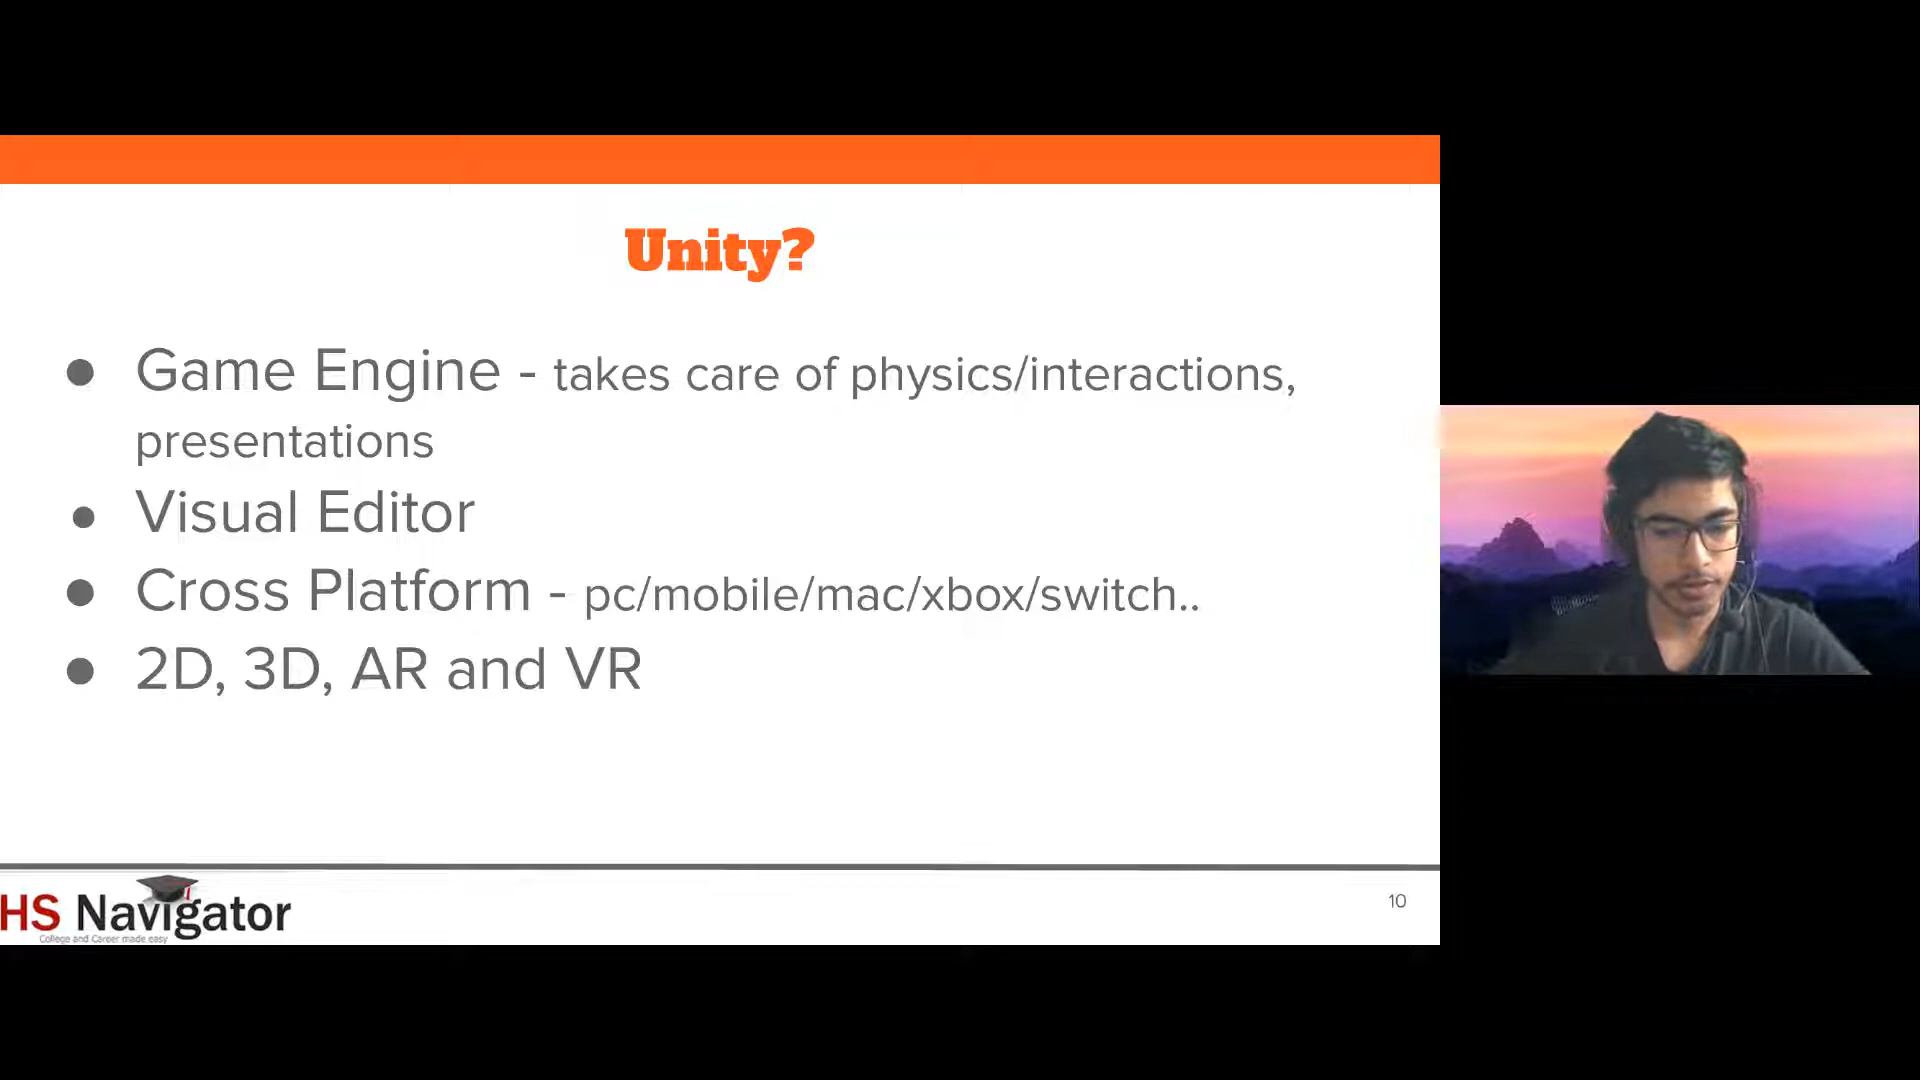 Unity?
● Game Engine - takes care of physics/interactions,
presentations
● Visual Editor
● Cross Platform - pc/mobile/mac/xbox/switch..
● 2D, 3D, AR and VR
HS Navigator
College and Career made easy
10